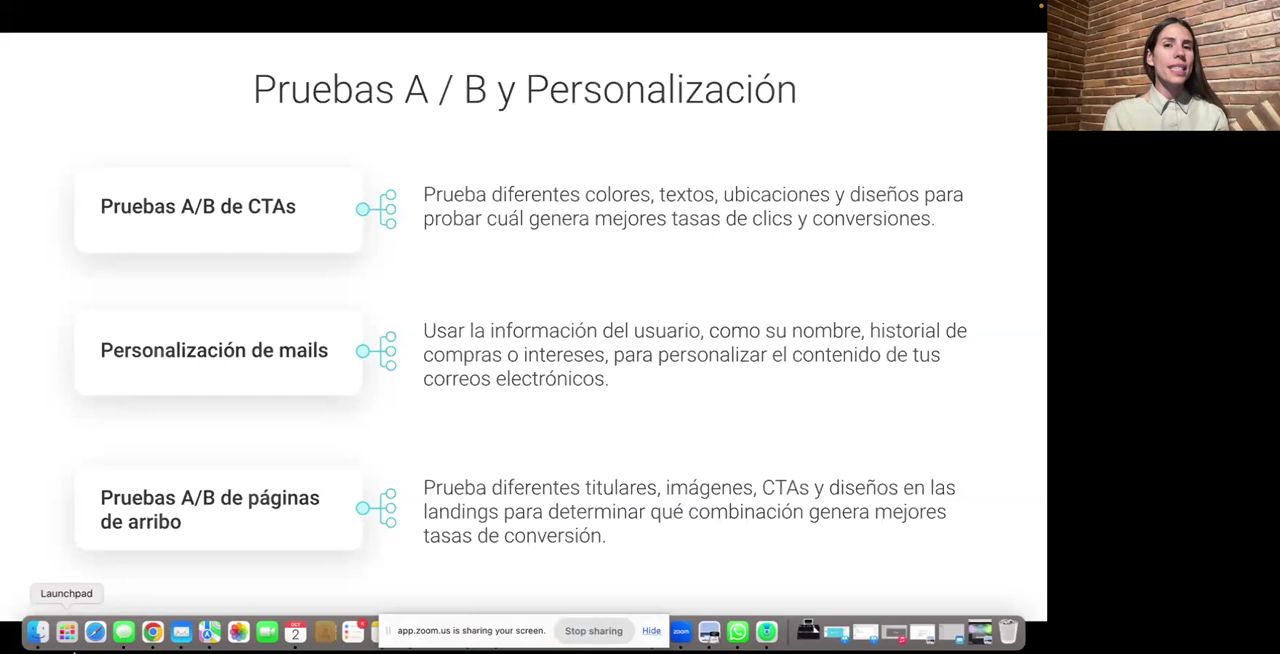 Pruebas A / B y Personalización
Pruebas A/B de CTAs
Prueba diferentes colores, textos, ubicaciones y diseños para
probar cuál genera mejores tasas de clics y conversiones.
Personalización de mails
Usar la información del usuario, como su nombre, historial de
compras o intereses, para personalizar el contenido de tus
correos electrónicos.
Pruebas A/B de páginas
de arribo
Prueba diferentes titulares, imágenes, CTAs y diseños en las
landings para determinar qué combinación genera mejores
tasas de conversión.
Launchpad
OCT
2
app.zoom.us is sharing your screen.
Stop sharing
Hide
zoom